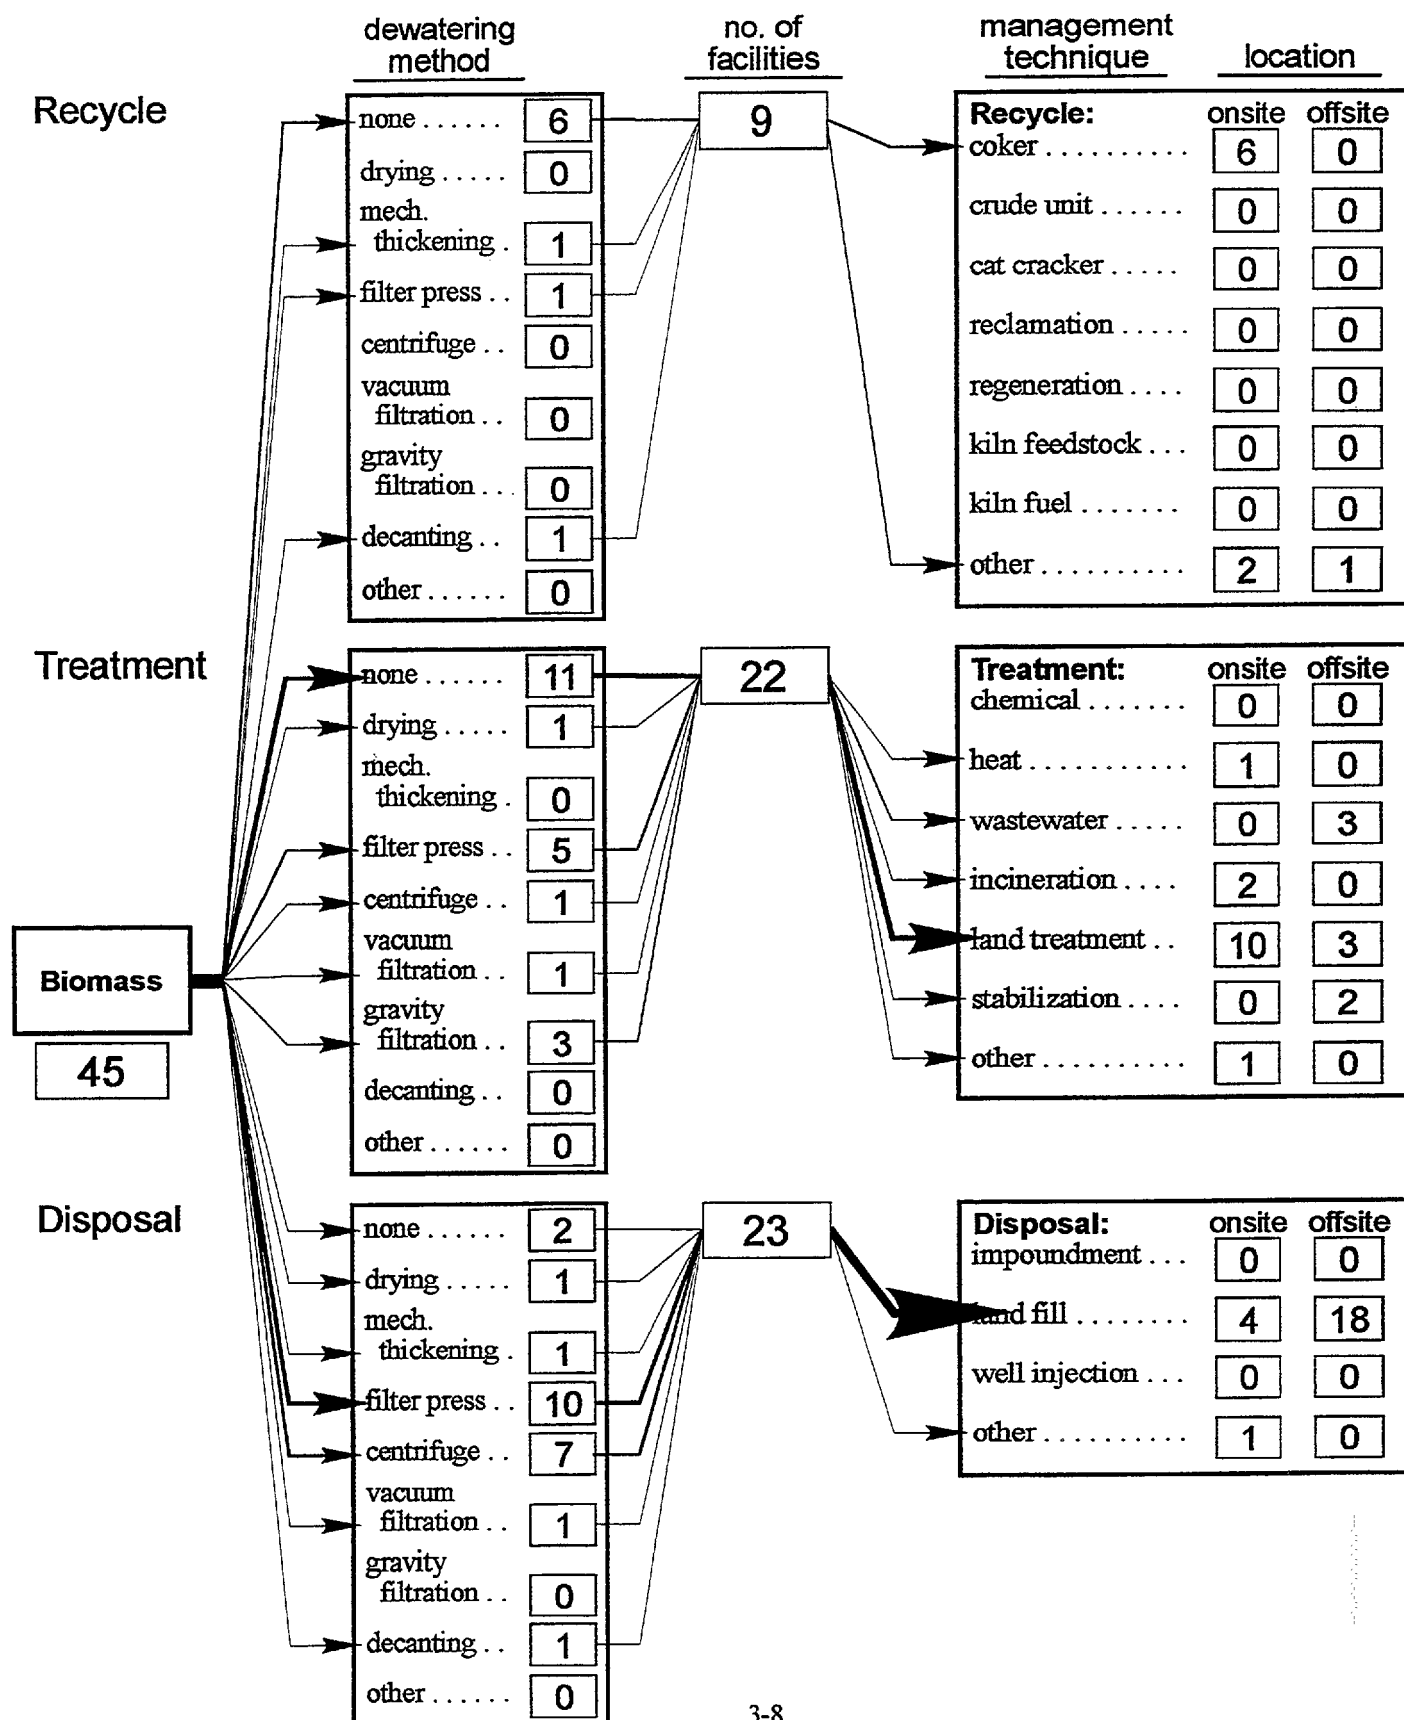 dewatering method
no. of facilities
management technique
location
Recycle
none ...... 6
drying ..... 0
mech.
thickening . 1
filter press .. 1
centrifuge .. 0
vacuum
filtration .. 0
gravity
filtration ... 0
decanting .. 1
other ...... 0
9
Recycle: onsite offsite
coker .......... 6 0
crude unit ...... 0 0
cat cracker ..... 0 0
reclamation ..... 0 0
regeneration .... 0 0
kiln feedstock ... 0 0
kiln fuel ....... 0 0
other .......... 2 1
Treatment
none ...... 11
drying ..... 1
mech.
thickening . 0
filter press .. 5
centrifuge .. 1
vacuum
filtration .. 1
gravity
filtration .. 3
decanting .. 0
other ...... 0
22
Treatment: onsite offsite
chemical ....... 0 0
heat ........... 1 0
wastewater ..... 0 3
incineration .... 2 0
land treatment .. 10 3
stabilization .... 0 2
other .......... 1 0
Biomass
45
Disposal
none ...... 2
drying ..... 1
mech.
thickening . 1
filter press .. 10
centrifuge .. 7
vacuum
filtration .. 1
gravity
filtration ... 0
decanting .. 1
other ...... 0
23
Disposal: onsite offsite
impoundment ... 0 0
land fill ........ 4 18
well injection ... 0 0
other .......... 1 0
3-8